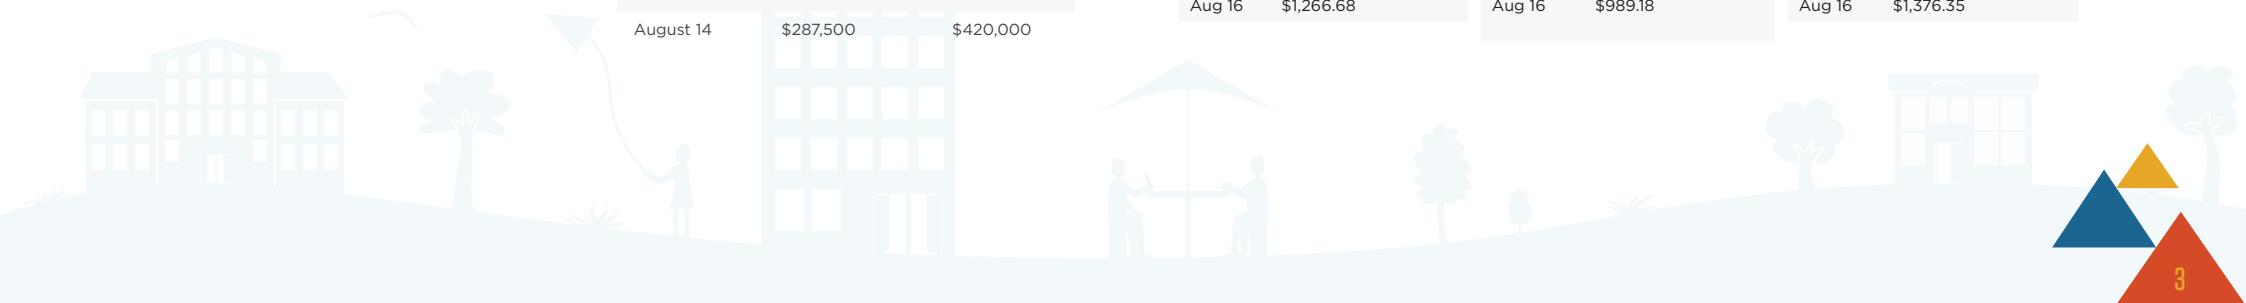 Aug 16 $1,266.68
Aug 16 $989.18
Aug 16 $1,376.35
August 14 $287,500 $420,000
3